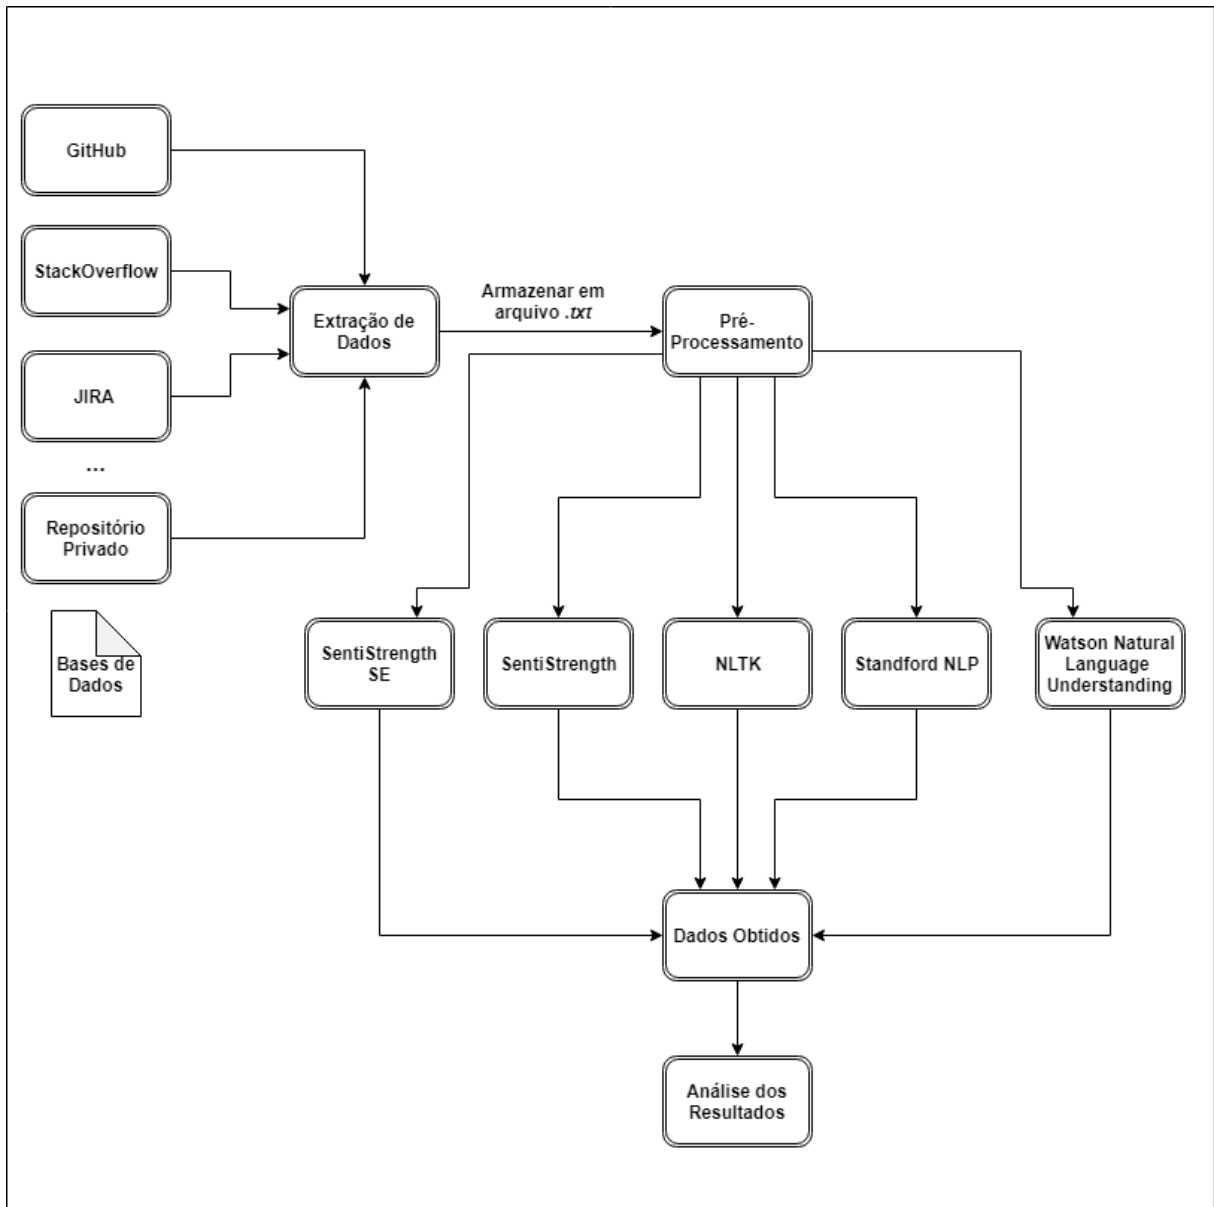 GitHub
StackOverflow
JIRA
...
Repositório
Privado
Bases de
Dados
Extração de
Dados
Armazenar em
arquivo .txt
Pré-
Processamento
SentiStrength
SE
SentiStrength
NLTK
Standford NLP
Watson Natural
Language
Understanding
Dados Obtidos
Análise dos
Resultados